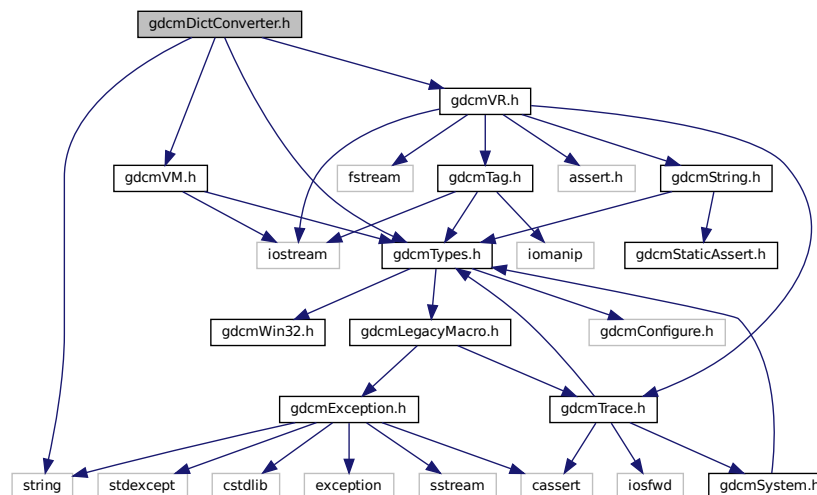 gdcmDictConverter.h
gdcmVR.h
gdcmVM.h
fstream
gdcmTag.h
assert.h
gdcmString.h
iostream
gdcmTypes.h
iomanip
gdcmStaticAssert.h
gdcmWin32.h
gdcmLegacyMacro.h
gdcmConfigure.h
gdcmException.h
gdcmTrace.h
string
stdexcept
cstdlib
exception
sstream
cassert
iosfwd
gdcmSystem.h